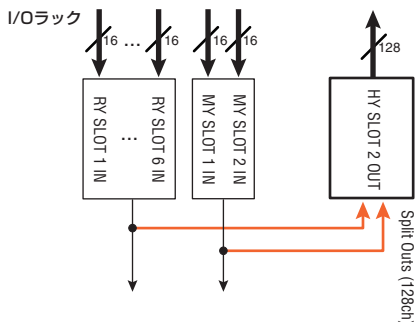 I/Oラック
16 ... 16 16 16
128
RY SLOT 1 IN
...
RY SLOT 6 IN
MY SLOT 1 IN
MY SLOT 2 IN
HY SLOT 2 OUT
Split Outs (128ch)